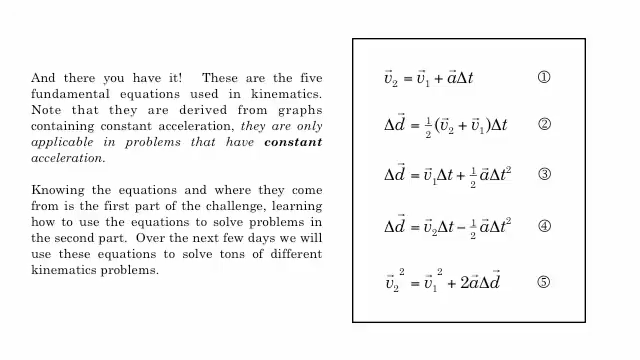 And there you have it! These are the five
fundamental equations used in kinematics.
Note that they are derived from graphs
containing constant acceleration, they are only
applicable in problems that have constant
acceleration.
Knowing the equations and where they come
from is the first part of the challenge, learning
how to use the equations to solve problems in
the second part. Over the next few days we will
use these equations to solve tons of different
kinematics problems.
v⃗₂ = v⃗₁ + a⃗Δt ①
Δd⃗ = ½(v⃗₂ + v⃗₁)Δt ②
Δd⃗ = v⃗₁Δt + ½a⃗Δt² ③
Δd⃗ = v⃗₂Δt − ½a⃗Δt² ④
v⃗₂² = v⃗₁² + 2a⃗Δd⃗ ⑤